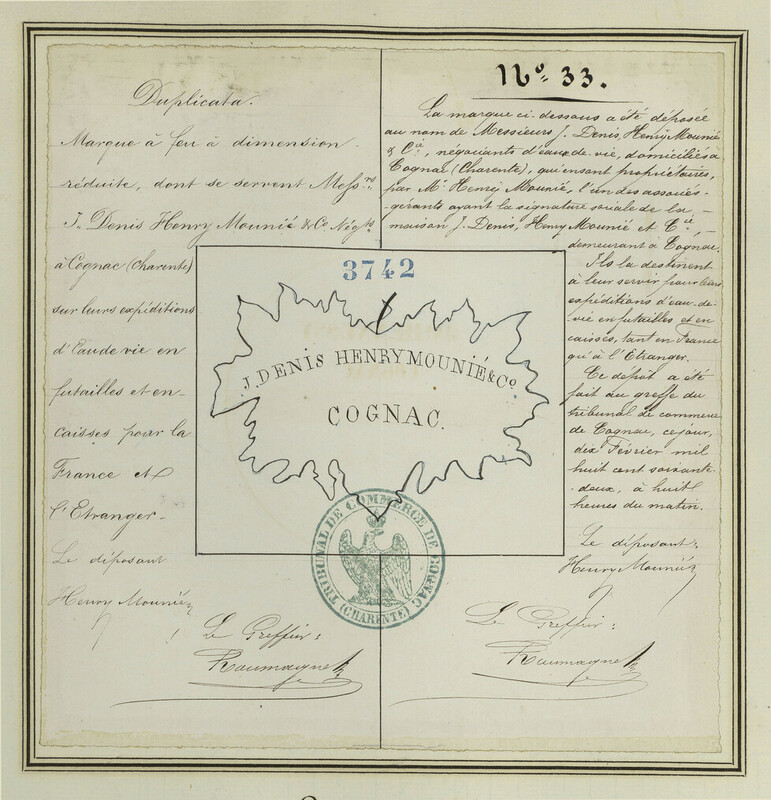 Duplicata.
Marque à feu à dimension
réduite, dont se servent Messrs
J. Denis Henry Mounié & Co Négts
à Cognac (Charente)
sur leurs expéditions
d'Eau de vie en
futailles et en-
caisses pour la
France et
l'Etranger-
Le déposant
Henry Mounié
Le Greffier:
Roumagne
No. 33.
La marque ci-dessous a été déposée
au nom de Messieurs J. Denis, Henry Mounié
& Cie, négociants d'eau-de-vie, domiciliés à
Cognac (Charente), qui en sont propriétaires,
par Mr. Henry Mounié, l'un des associés-
gérants ayant la signature sociale de la
maison J. Denis, Henry Mounié et Cie,
demeurant à Cognac.
Ils la destinent
à leur servir pour leurs
expéditions d'eau-de-
vie en futailles et en
caisses, tant en France
qu'à l'Etranger.
Ce dépôt a été
fait au greffe du
tribunal de commerce
de Cognac, ce jour,
dix Février mil
huit cent soixante-
deux, à huit
heures du matin.
Le déposant:
Henry Mounié
Le Greffier:
Roumagne
3742
J. DENIS HENRY MOUNIÉ & Co.
COGNAC.
TRIBUNAL DE COMMERCE DE COGNAC
(CHARENTE)